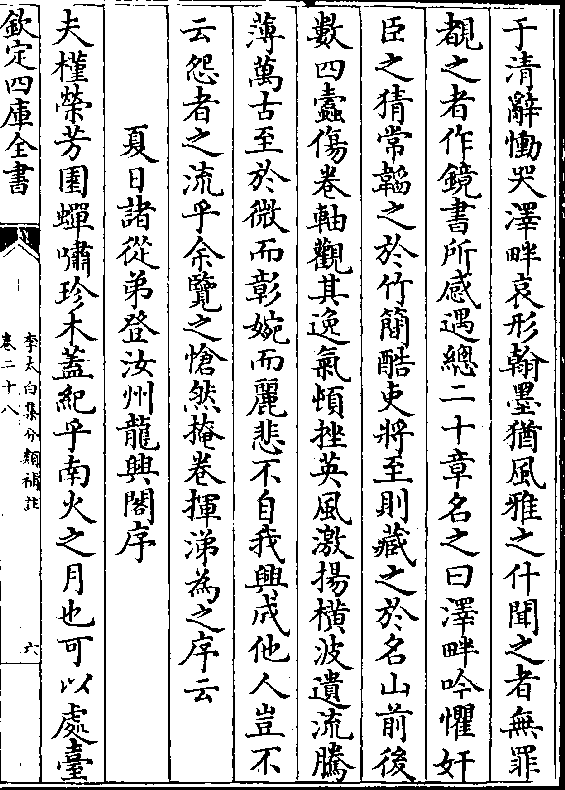 于清辭慟哭澤畔哀形翰墨猶風雅之什聞之者無罪
覩之者作鏡書所感遇總二十章名之曰澤畔吟懼奸
臣之猜常韜之於竹簡酷吏將至則藏之於名山前後
數四蠧傷卷軸觀其逸氣頓挫英風激揚橫波遺流騰
薄萬古至於微而彰婉而麗悲不自我興成他人豈不
云怨者之流乎余覽之愴然掩卷揮涕為之序云
夏日諸從弟登汝州龍興閣序
夫槿榮芳園蟬嘯珍木蓋紀乎南火之月也可以處臺
欽定四庫全書
李太白集分類補註
卷二十八
六